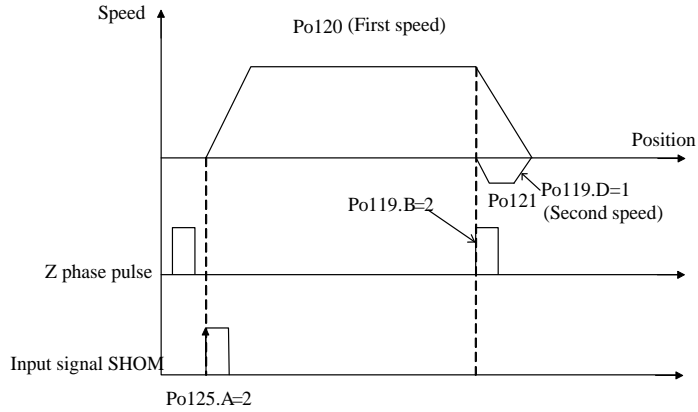 Speed
Po120 (First speed)
Position
Po119.D=1
Po121
(Second speed)
Po119.B=2
Z phase pulse
Input signal SHOM
Po125.A=2